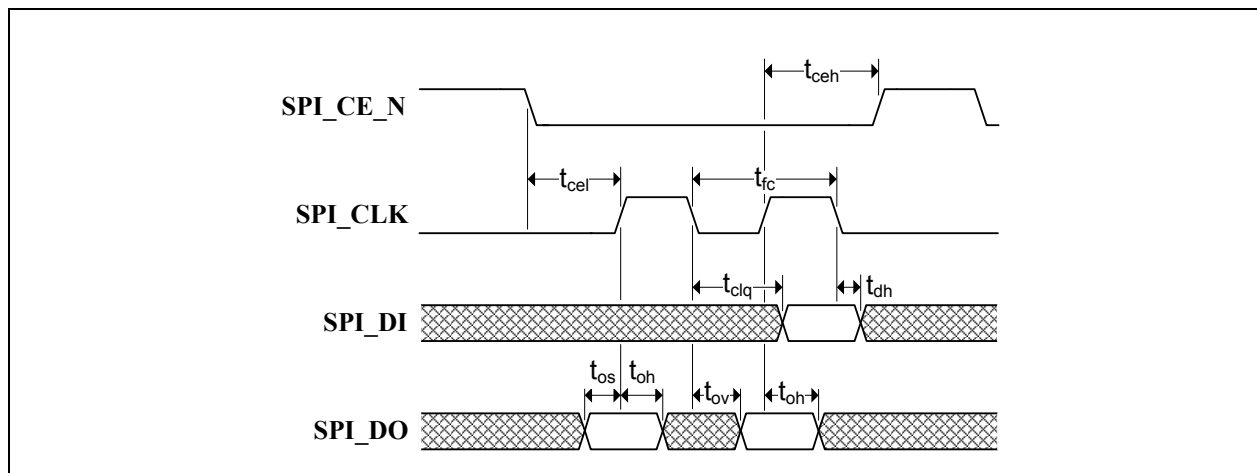 t_ceh
SPI_CE_N
t_cel
t_fc
SPI_CLK
t_clq
t_dh
SPI_DI
t_os
t_oh
t_ov
t_oh
SPI_DO